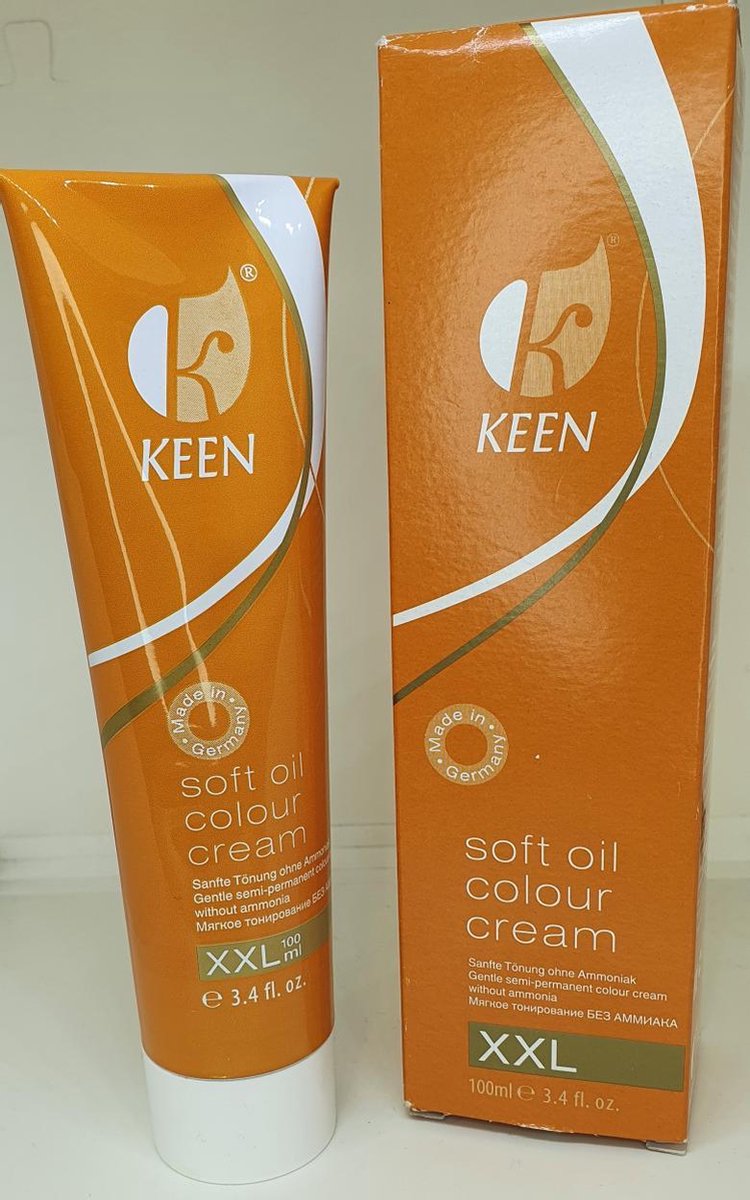 ®
KEEN
Made in
Germany
soft oil
colour
cream
Sanfte Tönung ohne
Gentle semi-permanent
without ammonia
Мягкое тонирование БЕЗ
XXL 100 ml
e 3.4 fl. oz.
®
KEEN
Made in
Germany
soft oil
colour
cream
Sanfte Tönung ohne Ammoniak
Gentle semi-permanent colour cream
without ammonia
Мягкое тонирование БЕЗ АММИАКА
XXL
100ml e 3.4 fl. oz.